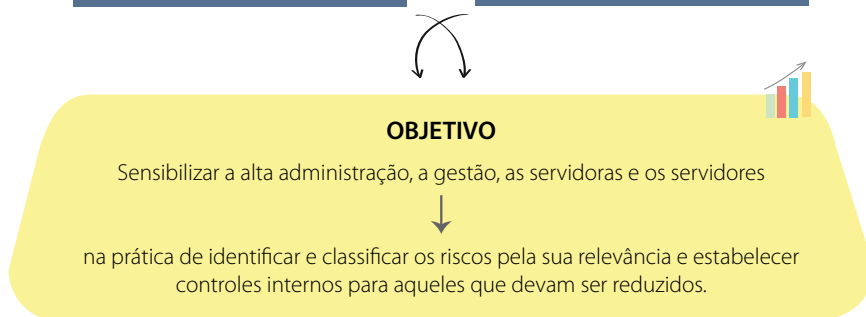 OBJETIVO
Sensibilizar a alta administração, a gestão, as servidoras e os servidores
na prática de identificar e classificar os riscos pela sua relevância e estabelecer
controles internos para aqueles que devam ser reduzidos.